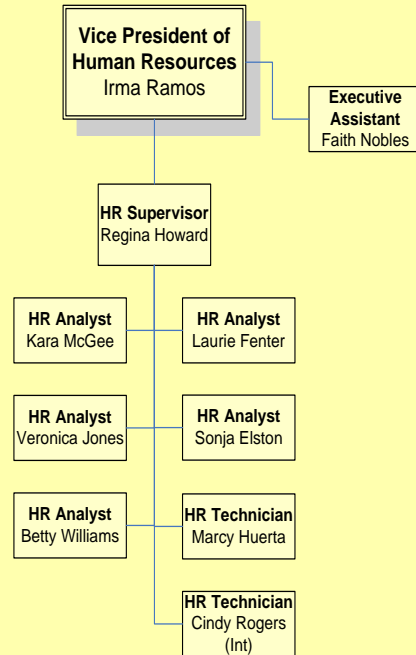 Vice President of
Human Resources
Irma Ramos
Executive
Assistant
Faith Nobles
HR Supervisor
Regina Howard
HR Analyst
Kara McGee
HR Analyst
Laurie Fenter
HR Analyst
Veronica Jones
HR Analyst
Sonja Elston
HR Analyst
Betty Williams
HR Technician
Marcy Huerta
HR Technician
Cindy Rogers
(Int)